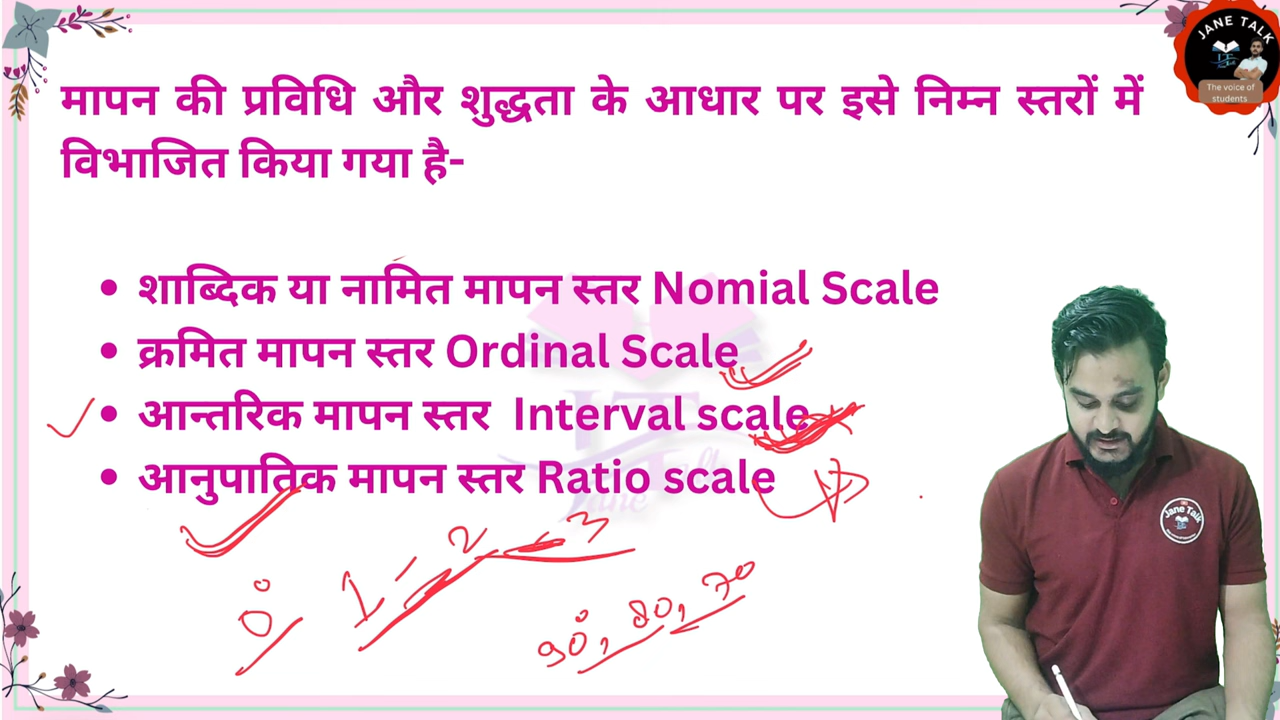 JANE TALK
The voice of
students
मापन की प्रविधि और शुद्धता के आधार पर इसे निम्न स्तरों में
विभाजित किया गया है-
• शाब्दिक या नामित मापन स्तर Nomial Scale
• क्रमित मापन स्तर Ordinal Scale
• आन्तरिक मापन स्तर Interval scale
• आनुपातिक मापन स्तर Ratio scale
Jane Talk
0° 1 - 2 - 3
90°, 80, 70